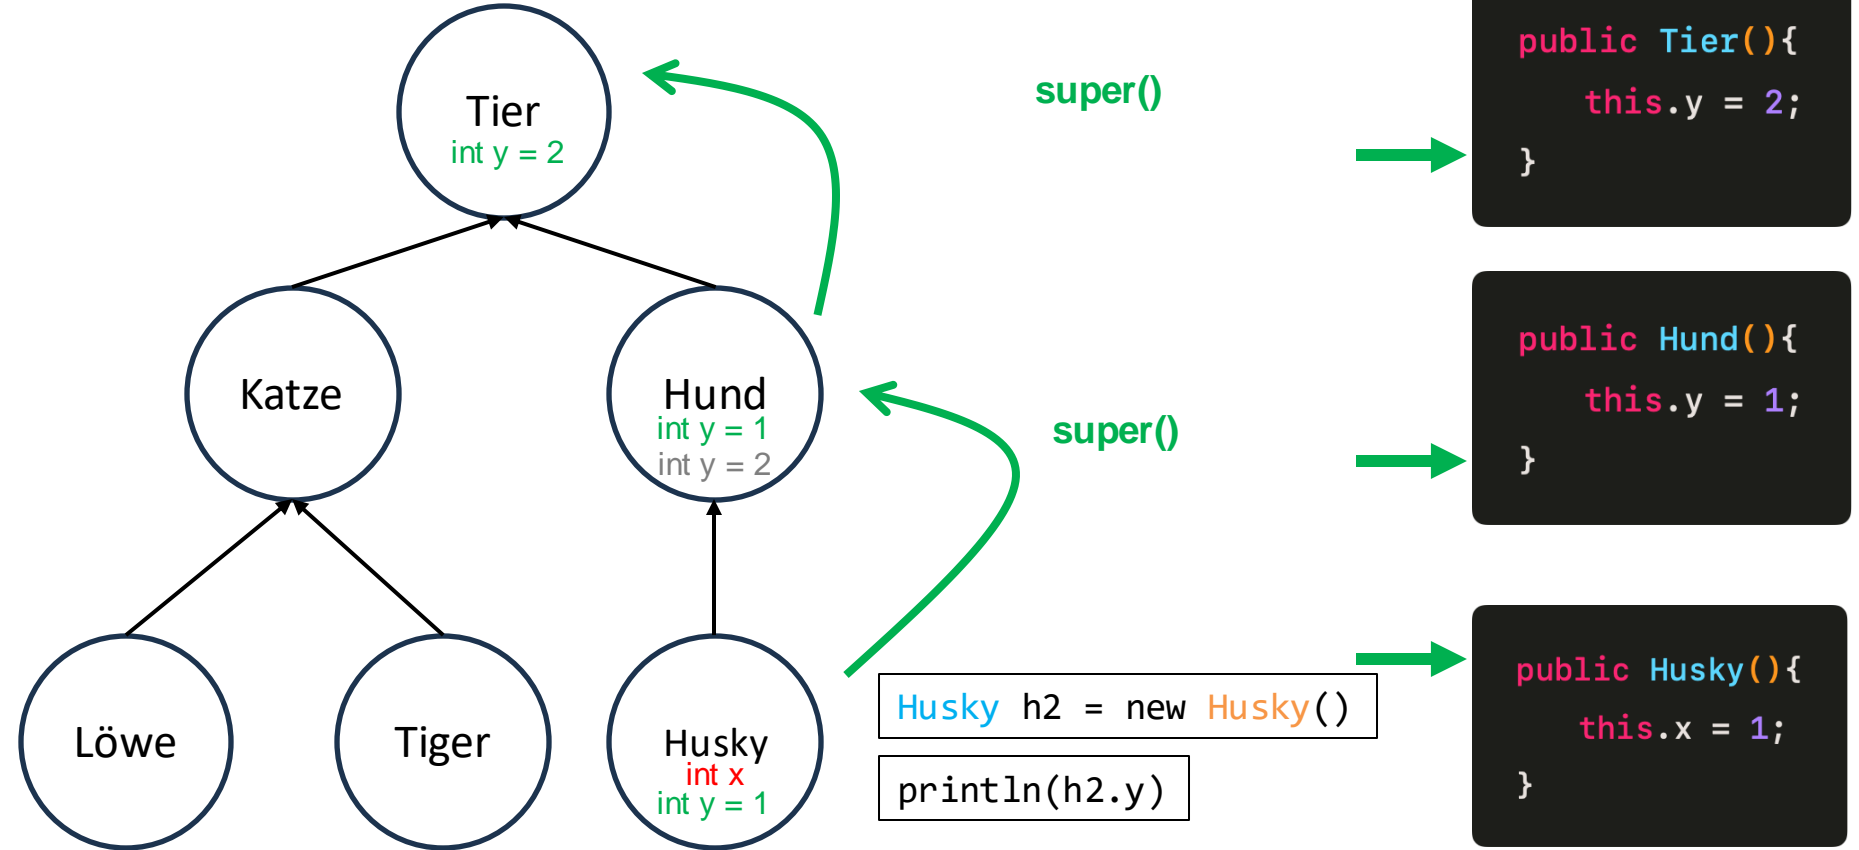 Tier
int y = 2
super()
public Tier(){
this.y = 2;
}
Katze
Hund
int y = 1
int y = 2
super()
public Hund(){
this.y = 1;
}
Löwe
Tiger
Husky
int x
int y = 1
Husky h2 = new Husky()
println(h2.y)
public Husky(){
this.x = 1;
}